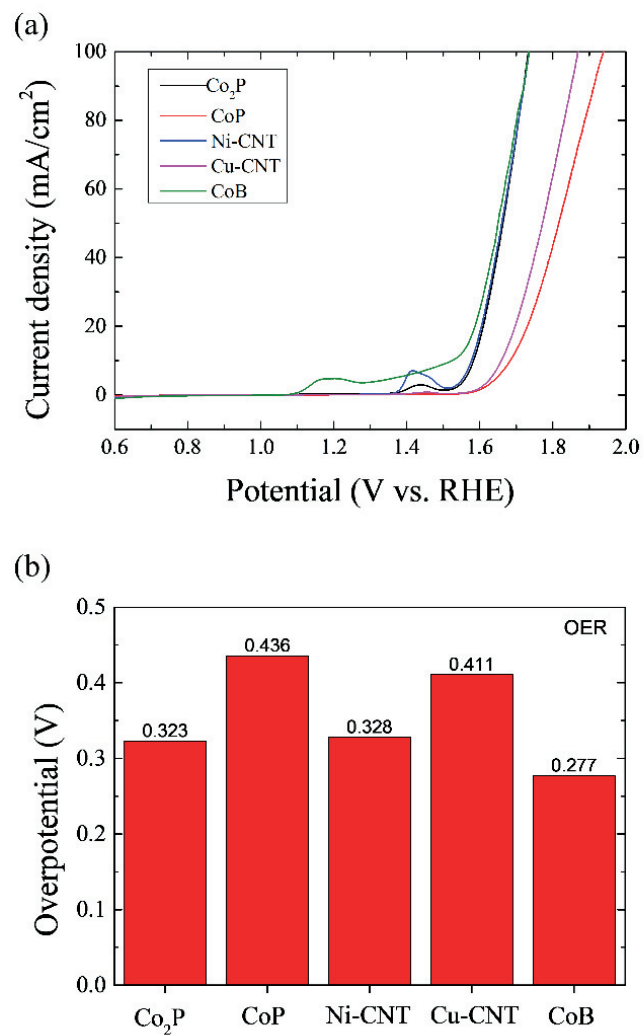 (a)
100
80
60
40
20
0
Current density (mA/cm²)
Co₂P
CoP
Ni-CNT
Cu-CNT
CoB
0.6 0.8 1.0 1.2 1.4 1.6 1.8 2.0
Potential (V vs. RHE)
(b)
0.5
0.4
0.3
0.2
0.1
0.0
Overpotential (V)
OER
0.323
0.436
0.328
0.411
0.277
Co₂P CoP Ni-CNT Cu-CNT CoB